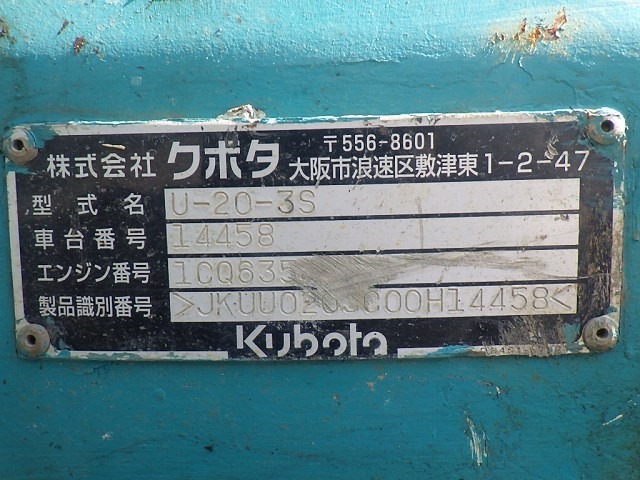 〒556-8601
株式会社 クボタ 大阪市浪速区敷津東1-2-47
型式名 U-20-3S
車台番号 14458
エンジン番号 1CQ635
製品識別番号 >JKUU0203C00H14458<
Kubota